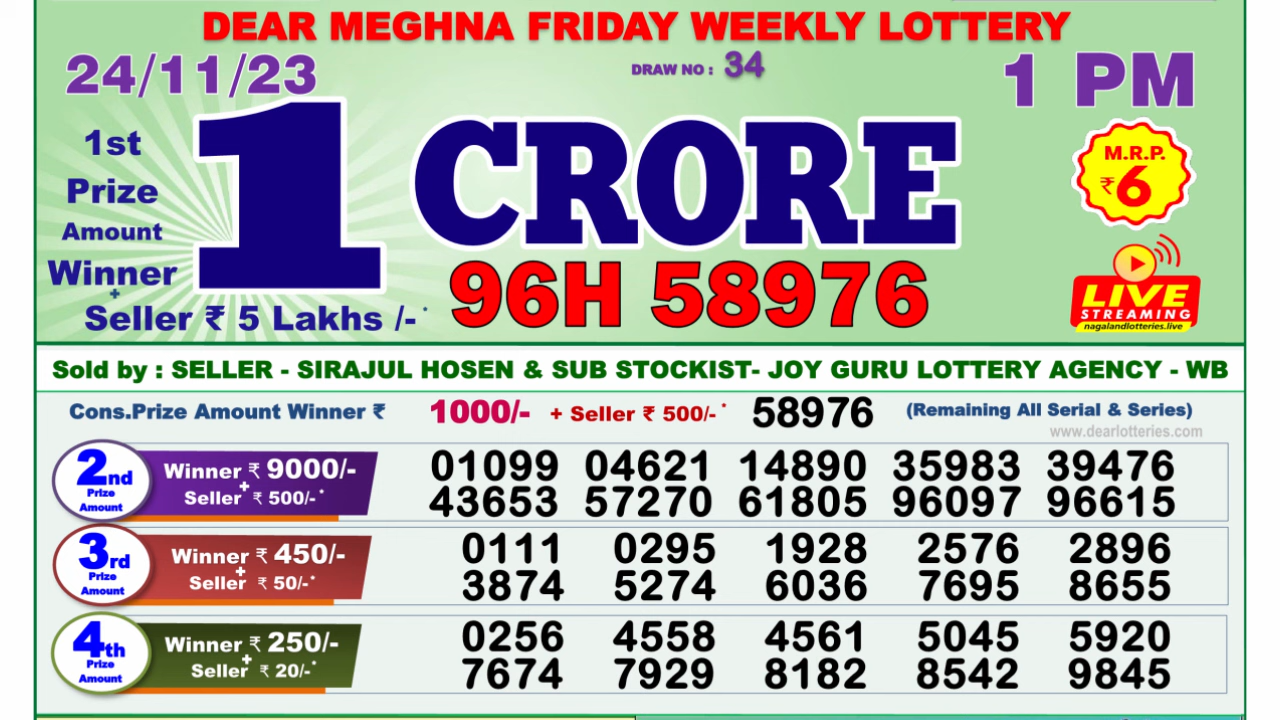 DEAR MEGHNA FRIDAY WEEKLY LOTTERY
24/11/23
DRAW NO : 34
1 PM
1st
Prize
Amount
Winner
+
Seller ₹ 5 Lakhs /-*
1 CRORE
96H 58976
M.R.P.
₹6
LIVE
STREAMING
nagalandlotteries.live
Sold by : SELLER - SIRAJUL HOSEN & SUB STOCKIST- JOY GURU LOTTERY AGENCY - WB
Cons.Prize Amount Winner ₹ 1000/- + Seller ₹ 500/-* 58976 (Remaining All Serial & Series)
www.dearlotteries.com
2nd
Prize
Amount
Winner ₹ 9000/-
+
Seller ₹ 500/-*
01099 04621 14890 35983 39476
43653 57270 61805 96097 96615
3rd
Prize
Amount
Winner ₹ 450/-
+
Seller ₹ 50/-*
0111 0295 1928 2576 2896
3874 5274 6036 7695 8655
4th
Prize
Amount
Winner ₹ 250/-
+
Seller ₹ 20/-*
0256 4558 4561 5045 5920
7674 7929 8182 8542 9845